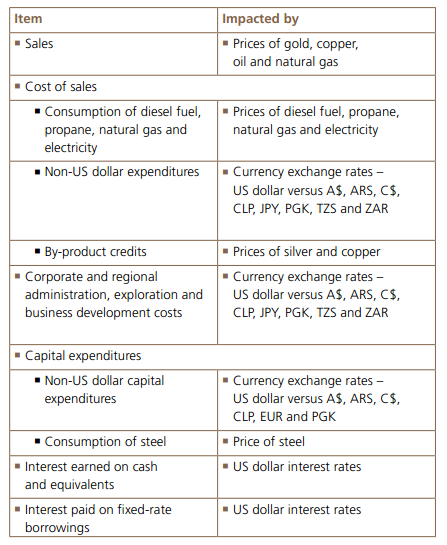 Item Impacted by
▪ Sales ▪ Prices of gold, copper,
oil and natural gas
▪ Cost of sales
▪ Consumption of diesel fuel, ▪ Prices of diesel fuel, propane,
propane, natural gas and natural gas and electricity
electricity
▪ Non-US dollar expenditures ▪ Currency exchange rates –
US dollar versus A$, ARS, C$,
CLP, JPY, PGK, TZS and ZAR
▪ By-product credits ▪ Prices of silver and copper
▪ Corporate and regional ▪ Currency exchange rates –
administration, exploration and US dollar versus A$, ARS, C$,
business development costs CLP, JPY, PGK, TZS and ZAR
▪ Capital expenditures
▪ Non-US dollar capital ▪ Currency exchange rates –
expenditures US dollar versus A$, ARS, C$,
CLP, EUR and PGK
▪ Consumption of steel ▪ Price of steel
▪ Interest earned on cash ▪ US dollar interest rates
and equivalents
▪ Interest paid on fixed-rate ▪ US dollar interest rates
borrowings